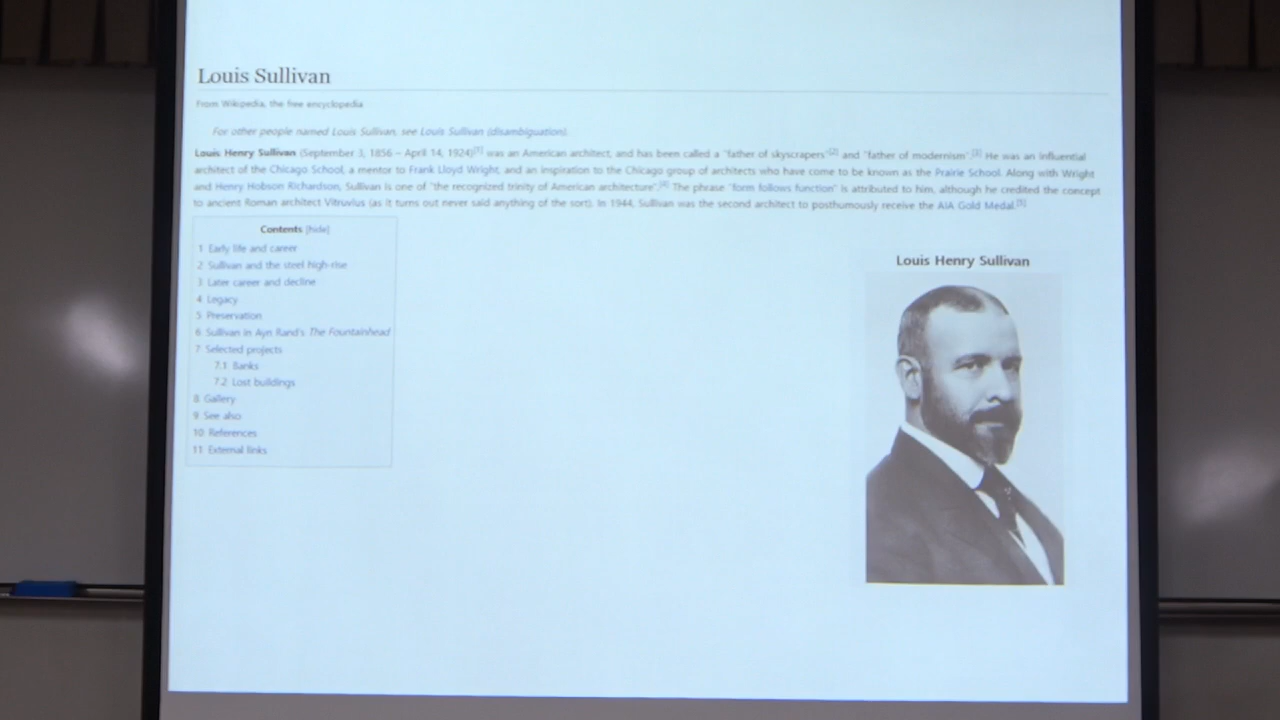 Louis Sullivan
From Wikipedia, the free encyclopedia
For other people named Louis Sullivan, see Louis Sullivan (disambiguation).
Louis Henry Sullivan (September 3, 1856 – April 14, 1924)[1] was an American architect, and has been called a "father of skyscrapers"[2] and "father of modernism".[3] He was an influential
architect of the Chicago School, a mentor to Frank Lloyd Wright, and an inspiration to the Chicago group of architects who have come to be known as the Prairie School. Along with Wright
and Henry Hobson Richardson, Sullivan is one of "the recognized trinity of American architecture".[4] The phrase "form follows function" is attributed to him, although he credited the concept
to ancient Roman architect Vitruvius (as it turns out never said anything of the sort). In 1944, Sullivan was the second architect to posthumously receive the AIA Gold Medal.[5]
Contents [hide]
1 Early life and career
2 Sullivan and the steel high-rise
3 Later career and decline
4 Legacy
5 Preservation
6 Sullivan in Ayn Rand's The Fountainhead
7 Selected projects
7.1 Banks
7.2 Lost buildings
8 Gallery
9 See also
10 References
11 External links
Louis Henry Sullivan